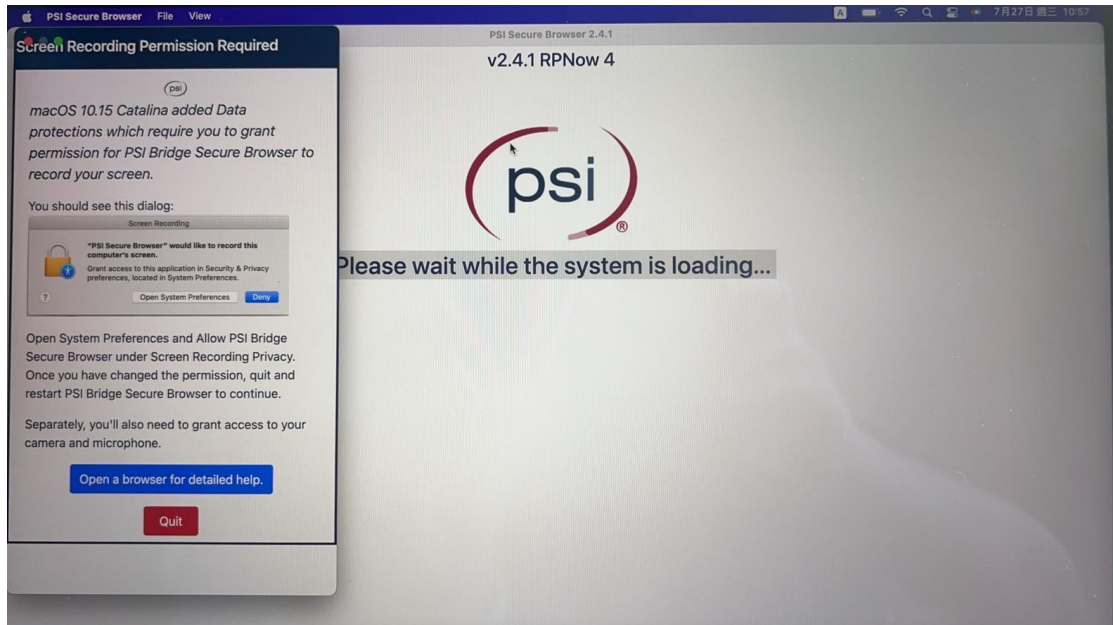 PSI Secure Browser File View
A 7月27日 週三 10:57
PSI Secure Browser 2.4.1
v2.4.1 RPNow 4
Screen Recording Permission Required
psi
macOS 10.15 Catalina added Data
protections which require you to grant
permission for PSI Bridge Secure Browser to
record your screen.
You should see this dialog:
Screen Recording
"PSI Secure Browser" would like to record this
computer's screen.
Grant access to this application in Security & Privacy
preferences, located in System Preferences.
? Open System Preferences Deny
Open System Preferences and Allow PSI Bridge
Secure Browser under Screen Recording Privacy.
Once you have changed the permission, quit and
restart PSI Bridge Secure Browser to continue.
Separately, you'll also need to grant access to your
camera and microphone.
Open a browser for detailed help.
Quit
psi
®
Please wait while the system is loading...